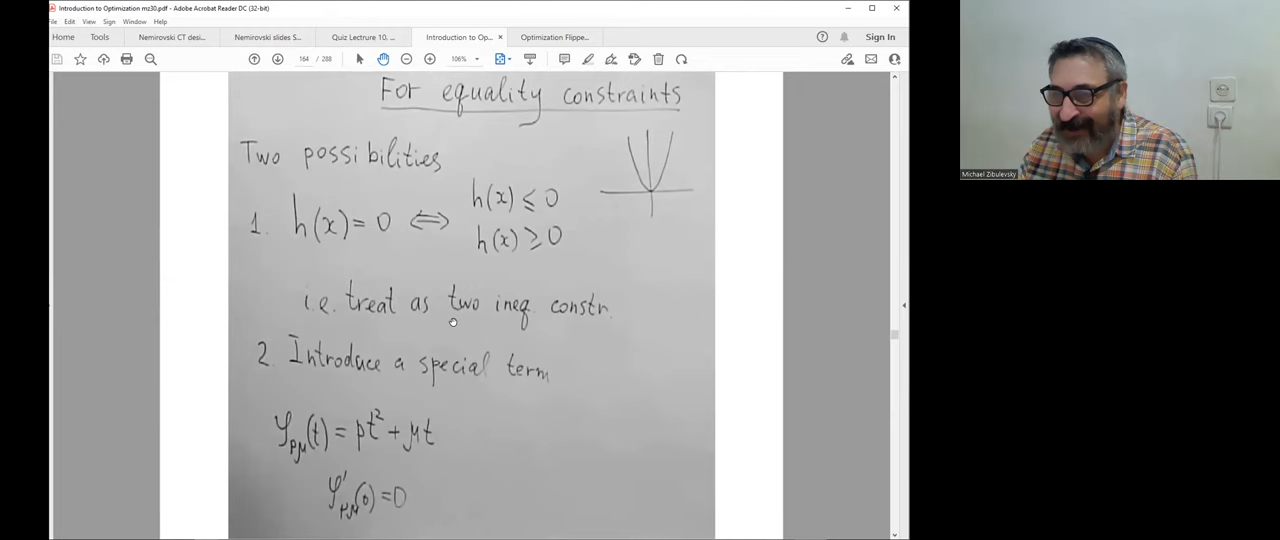 Introduction to Optimization mz30.pdf - Adobe Acrobat Reader DC (32-bit)
File Edit View Sign Window Help
Home Tools Nemirovski CT desi... Nemirovski slides S... Quiz Lectrure 10, ... Introduction to Op... × Optimization Flippe... Sign In
164 / 288 106%
For equality constraints
Two possibilities
1. h(x) = 0 ⟺ h(x) ≤ 0
h(x) ≥ 0
i.e. treat as two ineq. constr.
2. Introduce a special term
φₚμ(t) = pt² + μt
φ'ₚμ(0) = 0
Michael Zibulevsky